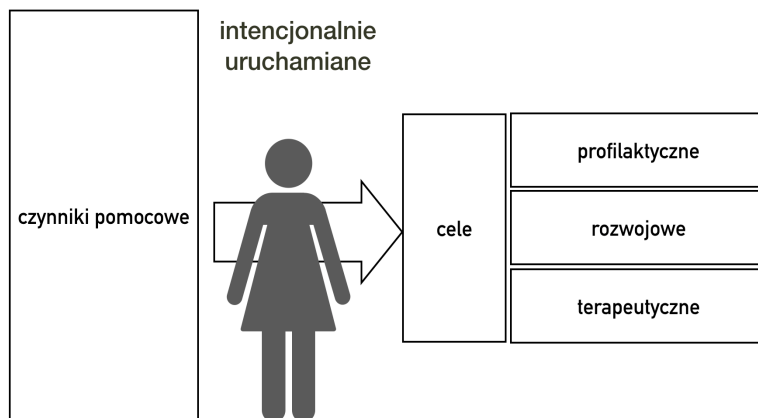 intencjonalnie
uruchamiane
czynniki pomocowe
cele
profilaktyczne
rozwojowe
terapeutyczne